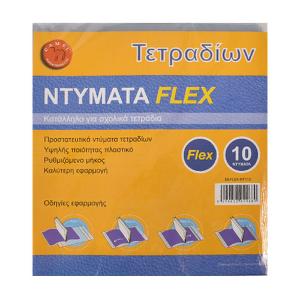 CAMEL
Τετραδίων
ΝΤΥΜΑΤΑ FLEX
Κατάλληλο για σχολικά τετράδια
Προστατευτικά ντύματα τετραδίων
Υψηλής ποιότητας πλαστικό
Ρυθμιζόμενο μήκος
Καλύτερη εφαρμογή
Flex
10
ΝΤΥΜΑΤΑ
Οδηγίες εφαρμογής